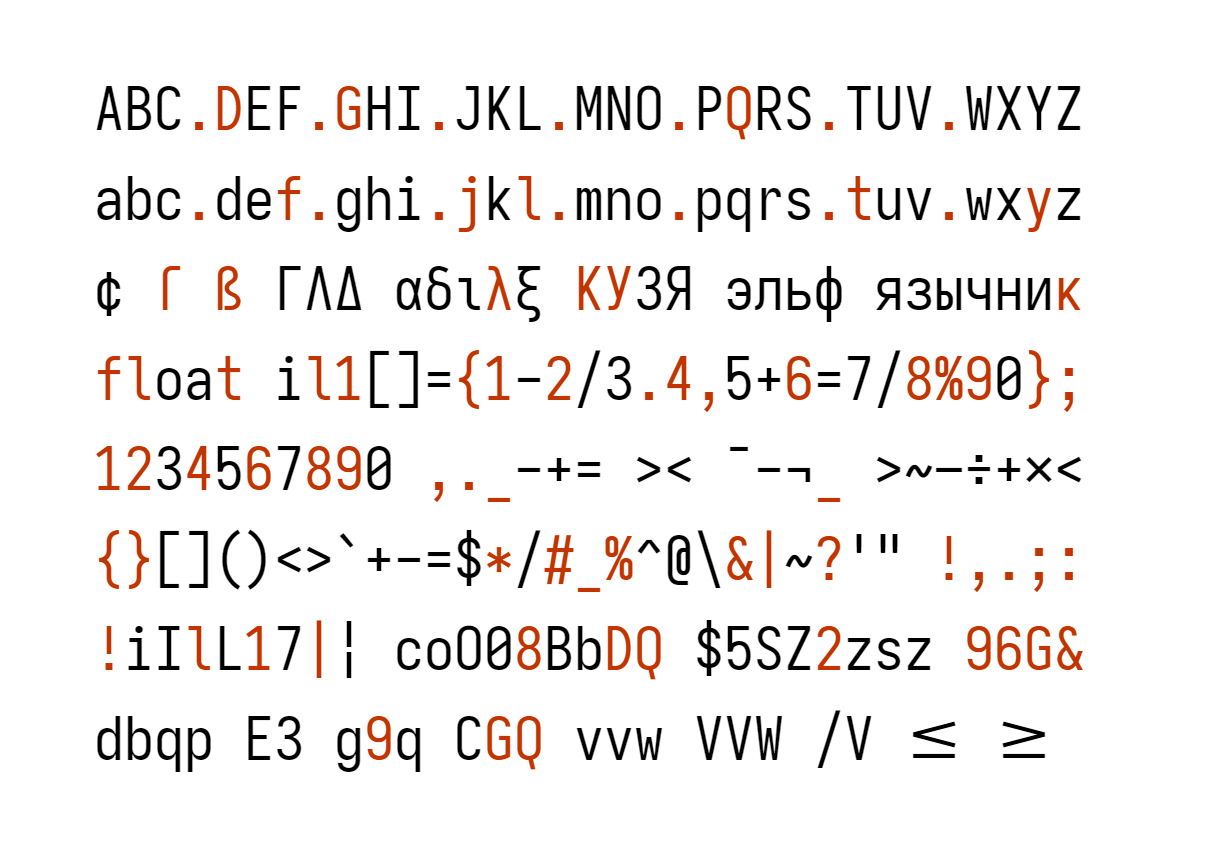 ABC.DEF.GHI.JKL.MNO.PQRS.TUV.WXYZ
abc.def.ghi.jkl.mno.pqrs.tuv.wxyz
¢ ſ ß ΓΛΔ αδιλξ КУЗЯ эльф язычник
float il1[]={1-2/3.4,5+6=7/8%90};
1234567890 ,._-+= >< ¯-¬_ >~–÷+×<
{}[]()<>`+-=$*/#_%^@\&|~?'" !,.;:
!iIlL17|¦ coO08BbDQ $5SZ2zsz 96G&
dbqp E3 g9q CGQ vvw VVW /V ≤ ≥